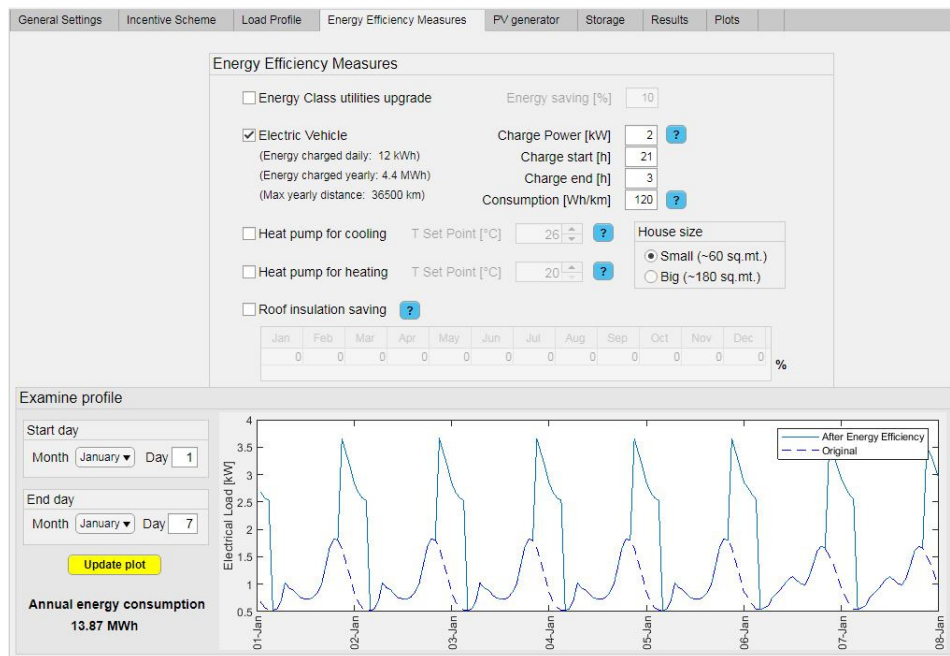 General Settings Incentive Scheme Load Profile Energy Efficiency Measures PV generator Storage Results Plots
Energy Efficiency Measures
Energy Class utilities upgrade Energy saving [%] 10
Electric Vehicle Charge Power [kW] 2 ?
(Energy charged daily: 12 kWh) Charge start [h] 21
(Energy charged yearly: 4.4 MWh) Charge end [h] 3
(Max yearly distance: 36500 km) Consumption [Wh/km] 120 ?
Heat pump for cooling T Set Point [°C] 26 ? House size
Small (~60 sq.mt.)
Heat pump for heating T Set Point [°C] 20 ? Big (~180 sq.mt.)
Roof insulation saving ?
Jan Feb Mar Apr May Jun Jul Aug Sep Oct Nov Dec
0 0 0 0 0 0 0 0 0 0 0 0 %
Examine profile
Start day
Month January Day 1
End day
Month January Day 7
Update plot
Annual energy consumption
13.87 MWh
Electrical Load [kW]
4
3.5
3
2.5
2
1.5
1
0.5
After Energy Efficiency
Original
01-Jan 02-Jan 03-Jan 04-Jan 05-Jan 06-Jan 07-Jan 08-Jan